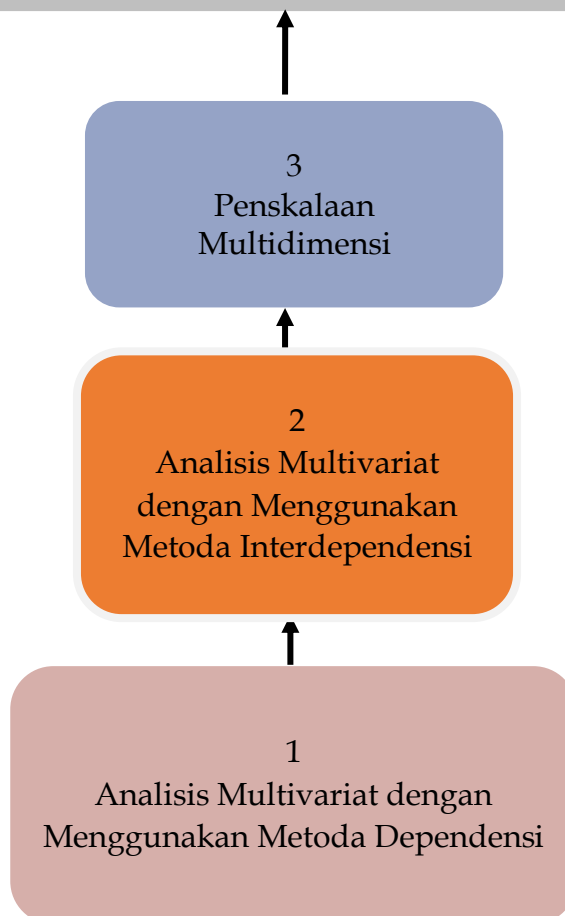 3
Penskalaan
Multidimensi
2
Analisis Multivariat
dengan Menggunakan
Metoda Interdependensi
1
Analisis Multivariat dengan
Menggunakan Metoda Dependensi